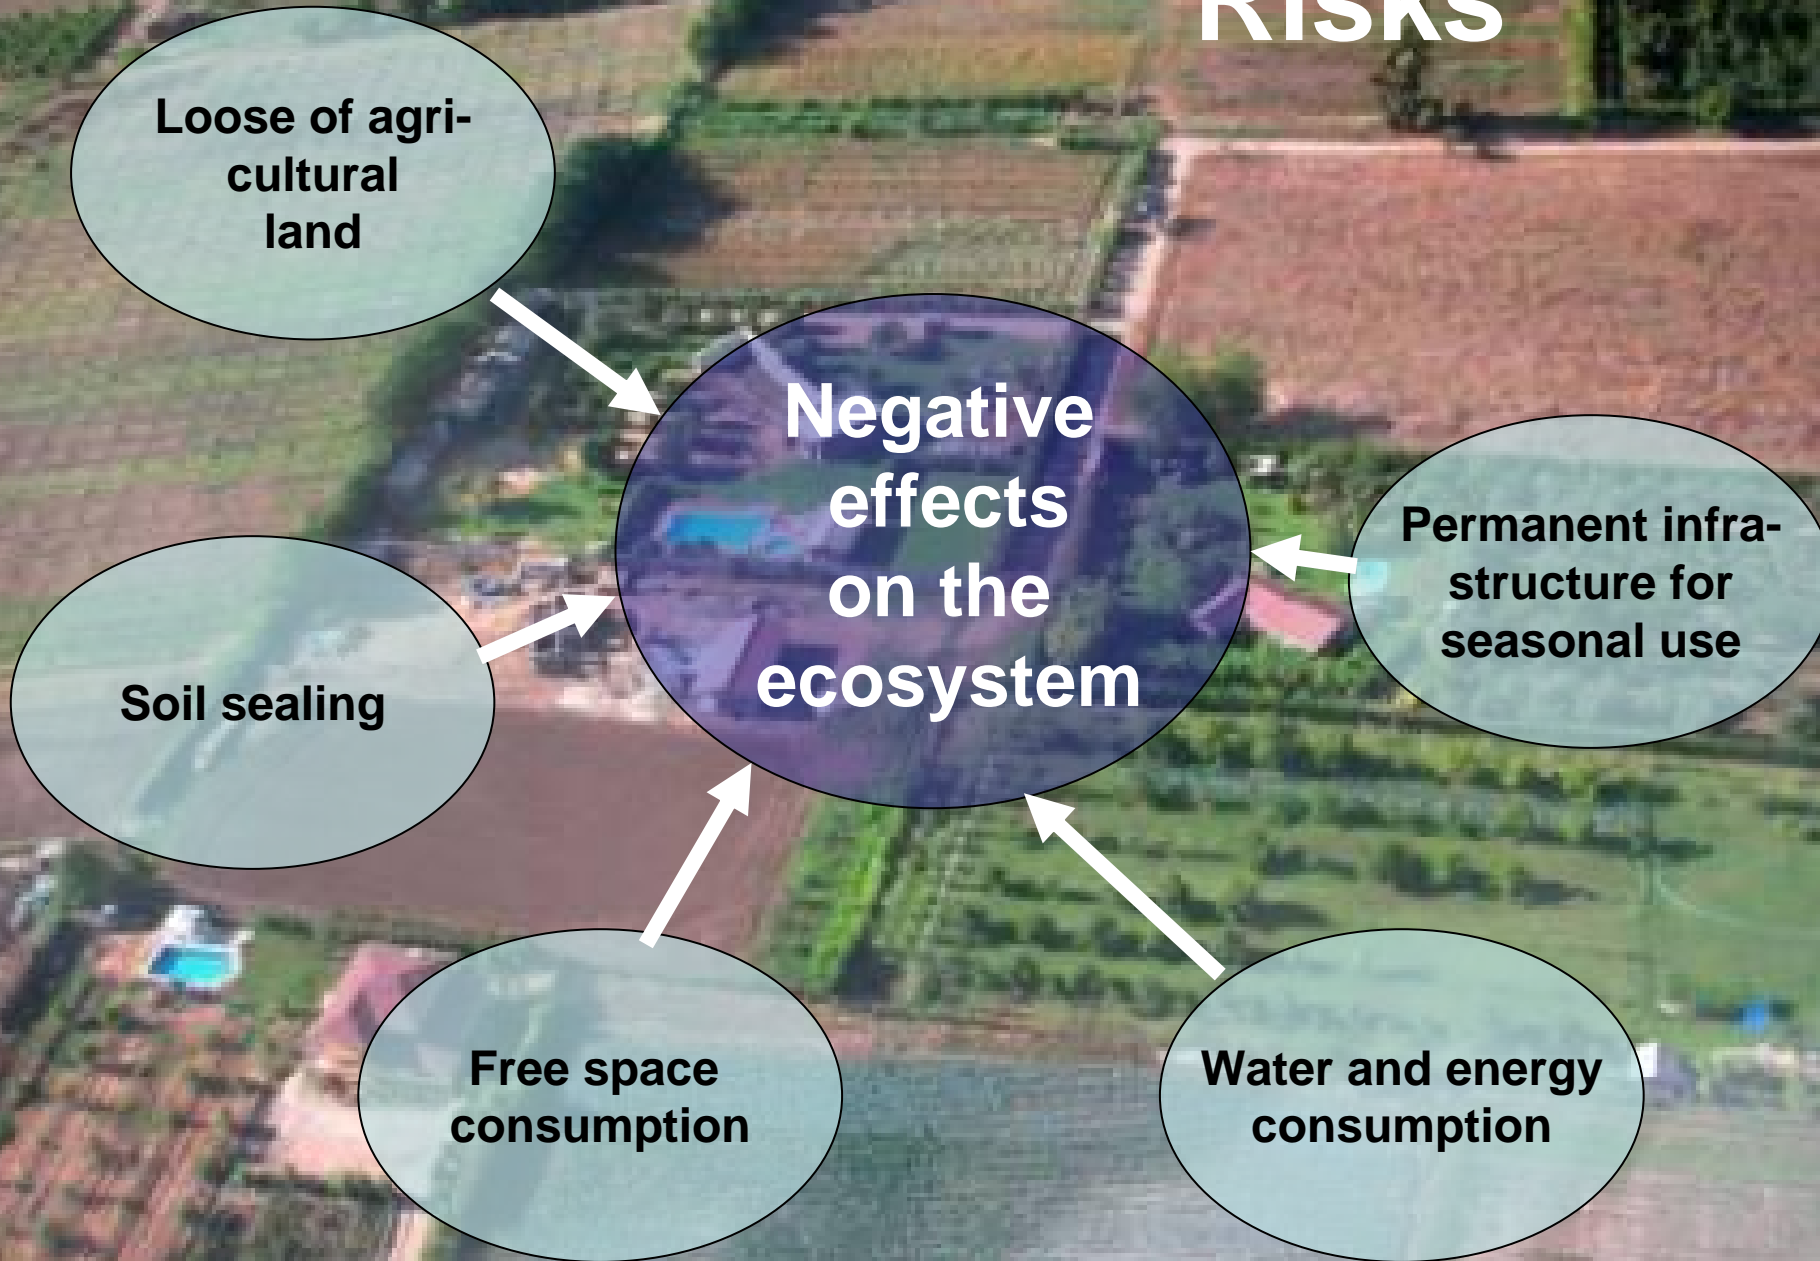 Risks
Loose of agri-
cultural
land
Negative
effects
on the
ecosystem
Permanent infra-
structure for
seasonal use
Soil sealing
Free space
consumption
Water and energy
consumption